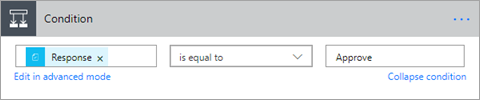 Condition ...
Response x is equal to Approve
Edit in advanced mode Collapse condition